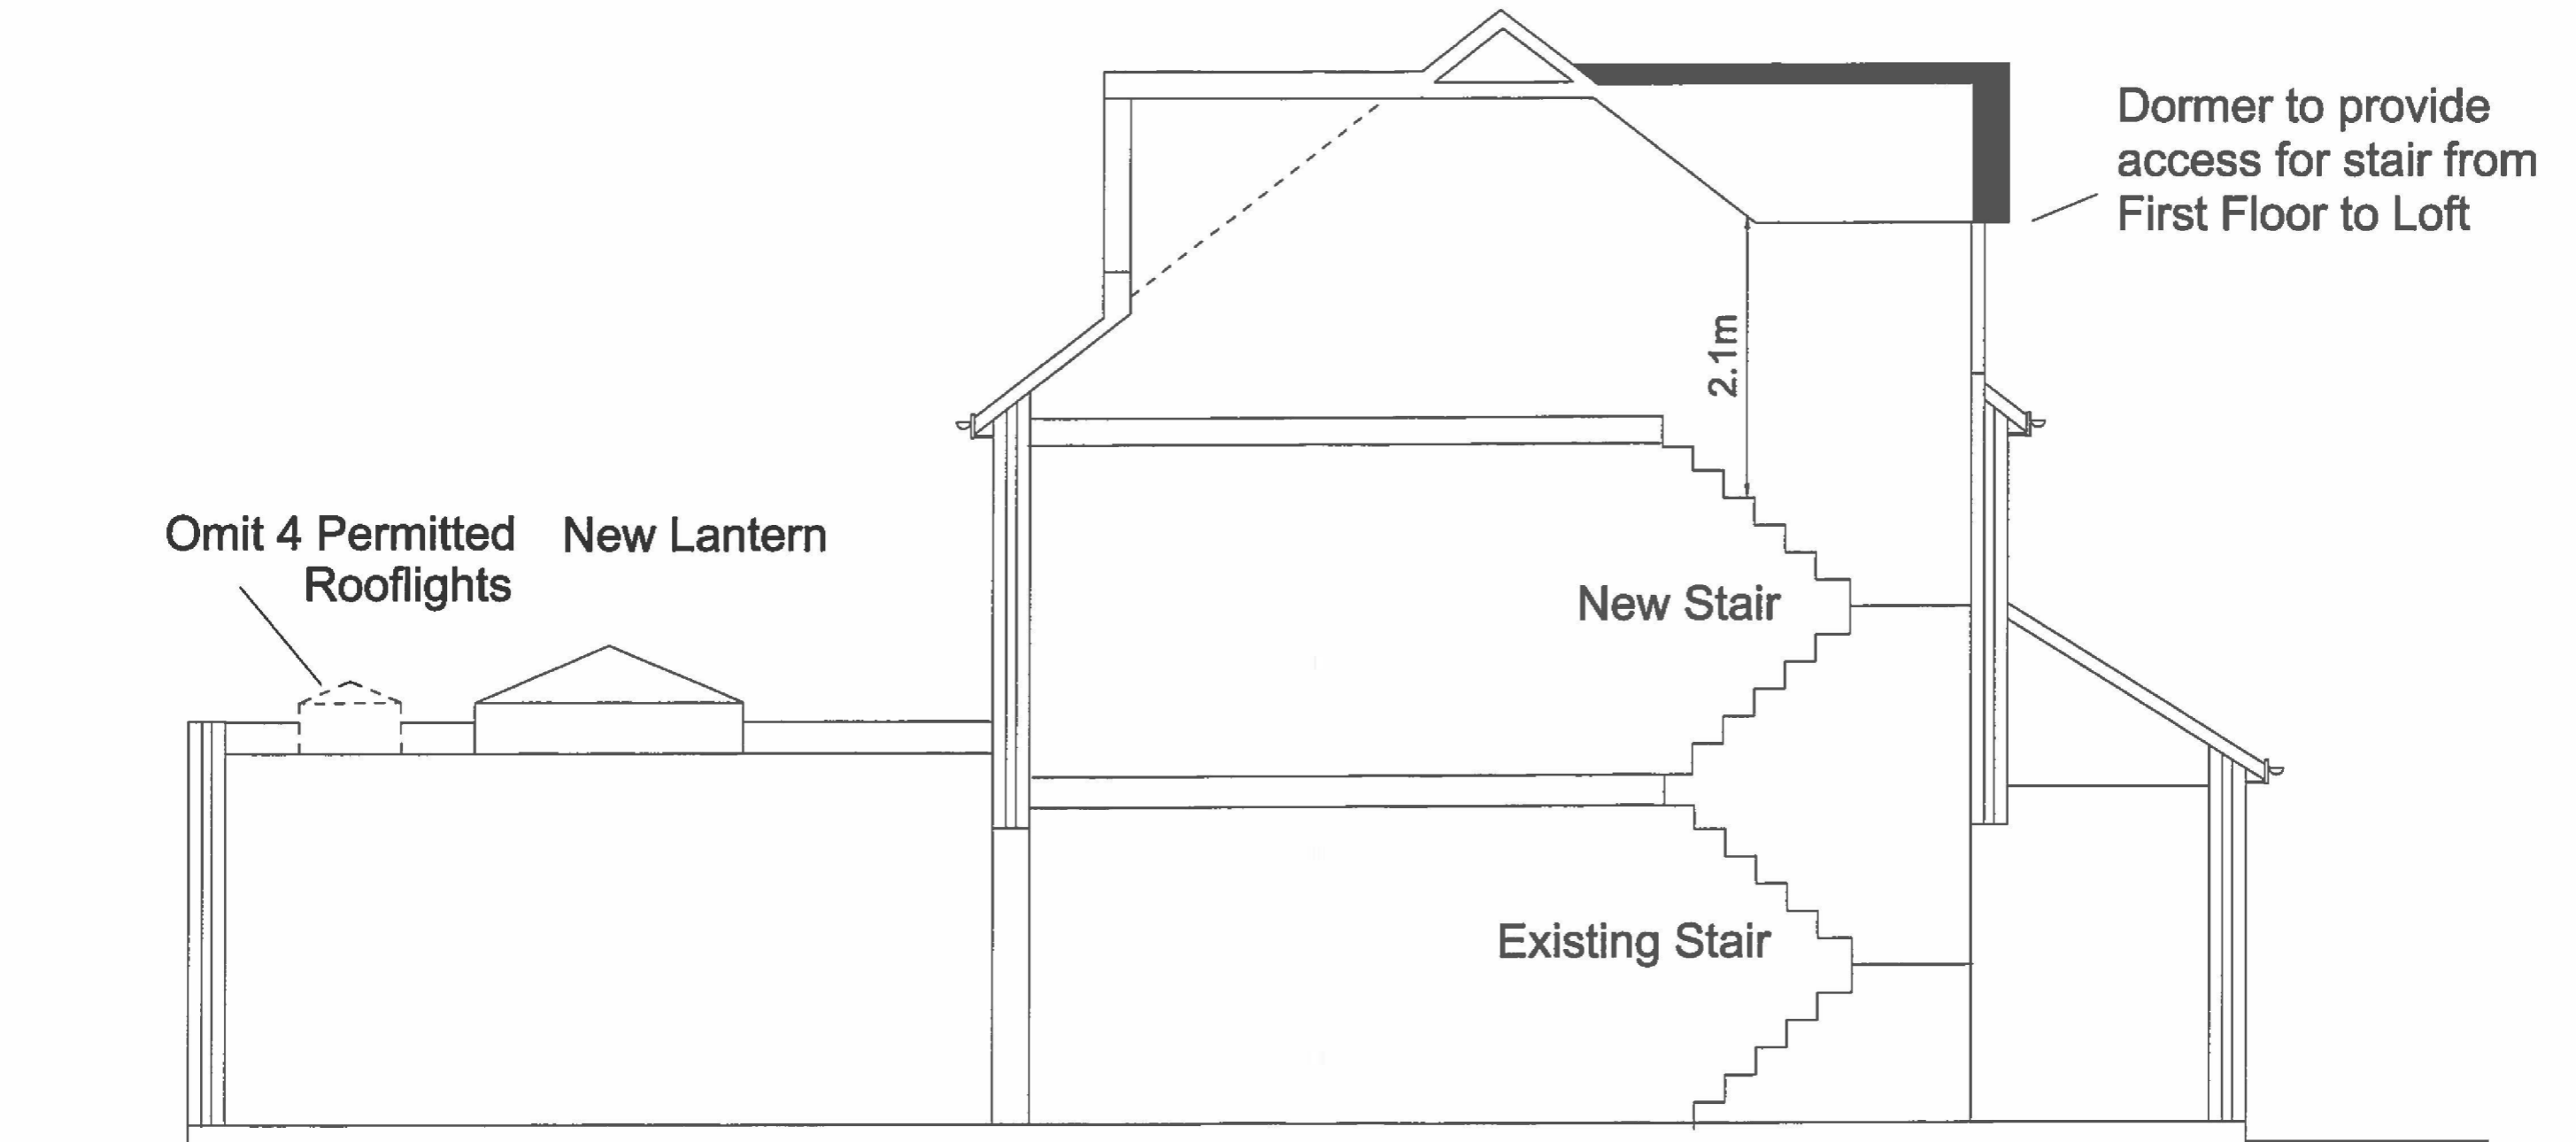 Dormer to provide
access for stair from
First Floor to Loft
2.1m
Omit 4 Permitted
Rooflights
New Lantern
New Stair
Existing Stair